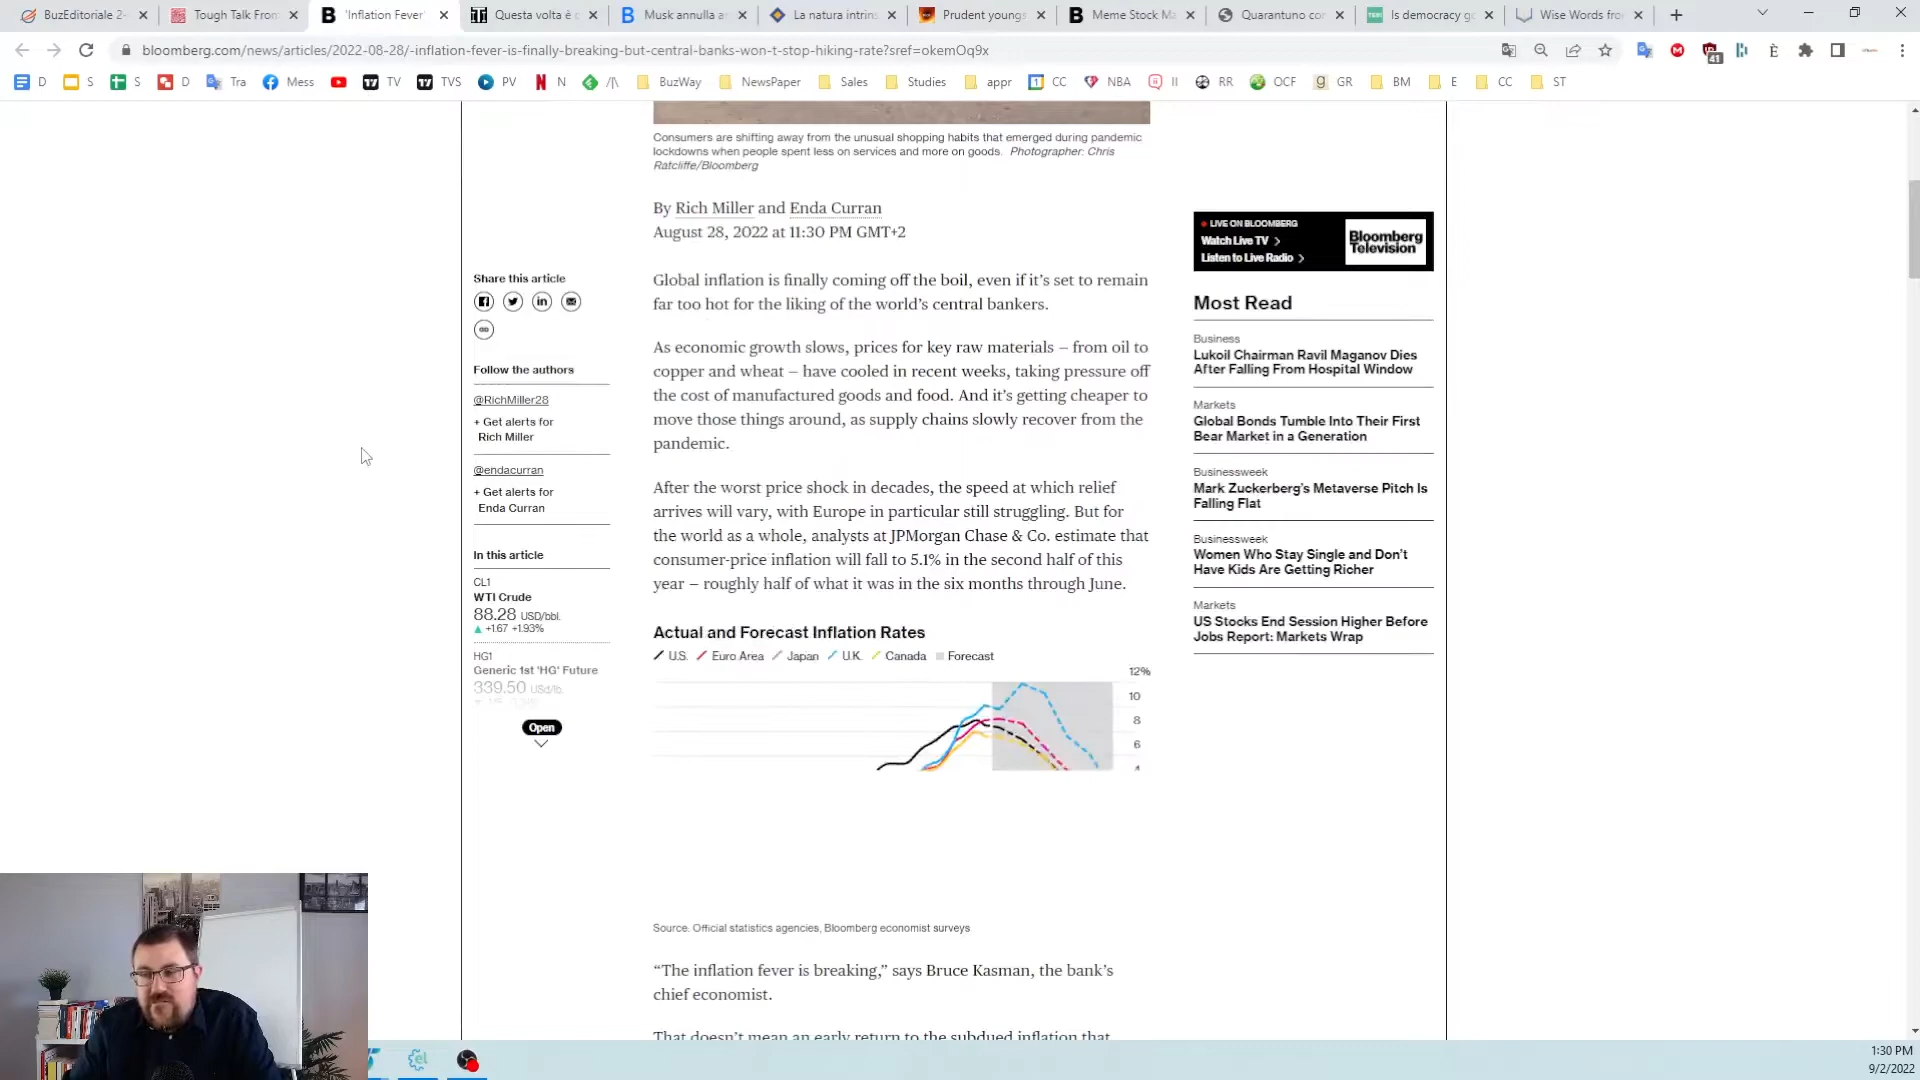 BuzEditoriale 2-
Tough Talk From
B 'Inflation Fever'
Questa volta è c
Musk annulla a
La natura intrins
Prudent youngs
B Meme Stock Ma
Quarantuno co
Is democracy g
Wise Words fro
bloomberg.com/news/articles/2022-08-28/-inflation-fever-is-finally-breaking-but-central-banks-won-t-stop-hiking-rate?sref=okemOq9x
41
D S S D Tra Mess TV TVS PV N /|\ BuzWay NewsPaper Sales Studies appr CC NBA II RR OCF GR BM E CC ST
Consumers are shifting away from the unusual shopping habits that emerged during pandemic
lockdowns when people spent less on services and more on goods. Photographer: Chris
Ratcliffe/Bloomberg
By Rich Miller and Enda Curran
August 28, 2022 at 11:30 PM GMT+2
Share this article
Follow the authors
@RichMiller28
+ Get alerts for
Rich Miller
@endacurran
+ Get alerts for
Enda Curran
In this article
CL1
WTI Crude
88.28 USD/bbl.
▲ +1.67 +1.93%
HG1
Generic 1st 'HG' Future
339.50 USd/lb.
Open
Global inflation is finally coming off the boil, even if it's set to remain
far too hot for the liking of the world's central bankers.
As economic growth slows, prices for key raw materials – from oil to
copper and wheat – have cooled in recent weeks, taking pressure off
the cost of manufactured goods and food. And it's getting cheaper to
move those things around, as supply chains slowly recover from the
pandemic.
After the worst price shock in decades, the speed at which relief
arrives will vary, with Europe in particular still struggling. But for
the world as a whole, analysts at JPMorgan Chase & Co. estimate that
consumer-price inflation will fall to 5.1% in the second half of this
year – roughly half of what it was in the six months through June.
Actual and Forecast Inflation Rates
U.S. Euro Area Japan U.K. Canada Forecast
12%
10
8
6
4
Source: Official statistics agencies, Bloomberg economist surveys
“The inflation fever is breaking,” says Bruce Kasman, the bank's
chief economist.
That doesn't mean an early return to the subdued inflation that
LIVE ON BLOOMBERG
Watch Live TV >
Listen to Live Radio >
Bloomberg
Television
Most Read
Business
Lukoil Chairman Ravil Maganov Dies
After Falling From Hospital Window
Markets
Global Bonds Tumble Into Their First
Bear Market in a Generation
Businessweek
Mark Zuckerberg's Metaverse Pitch Is
Falling Flat
Businessweek
Women Who Stay Single and Don't
Have Kids Are Getting Richer
Markets
US Stocks End Session Higher Before
Jobs Report: Markets Wrap
1:30 PM
9/2/2022